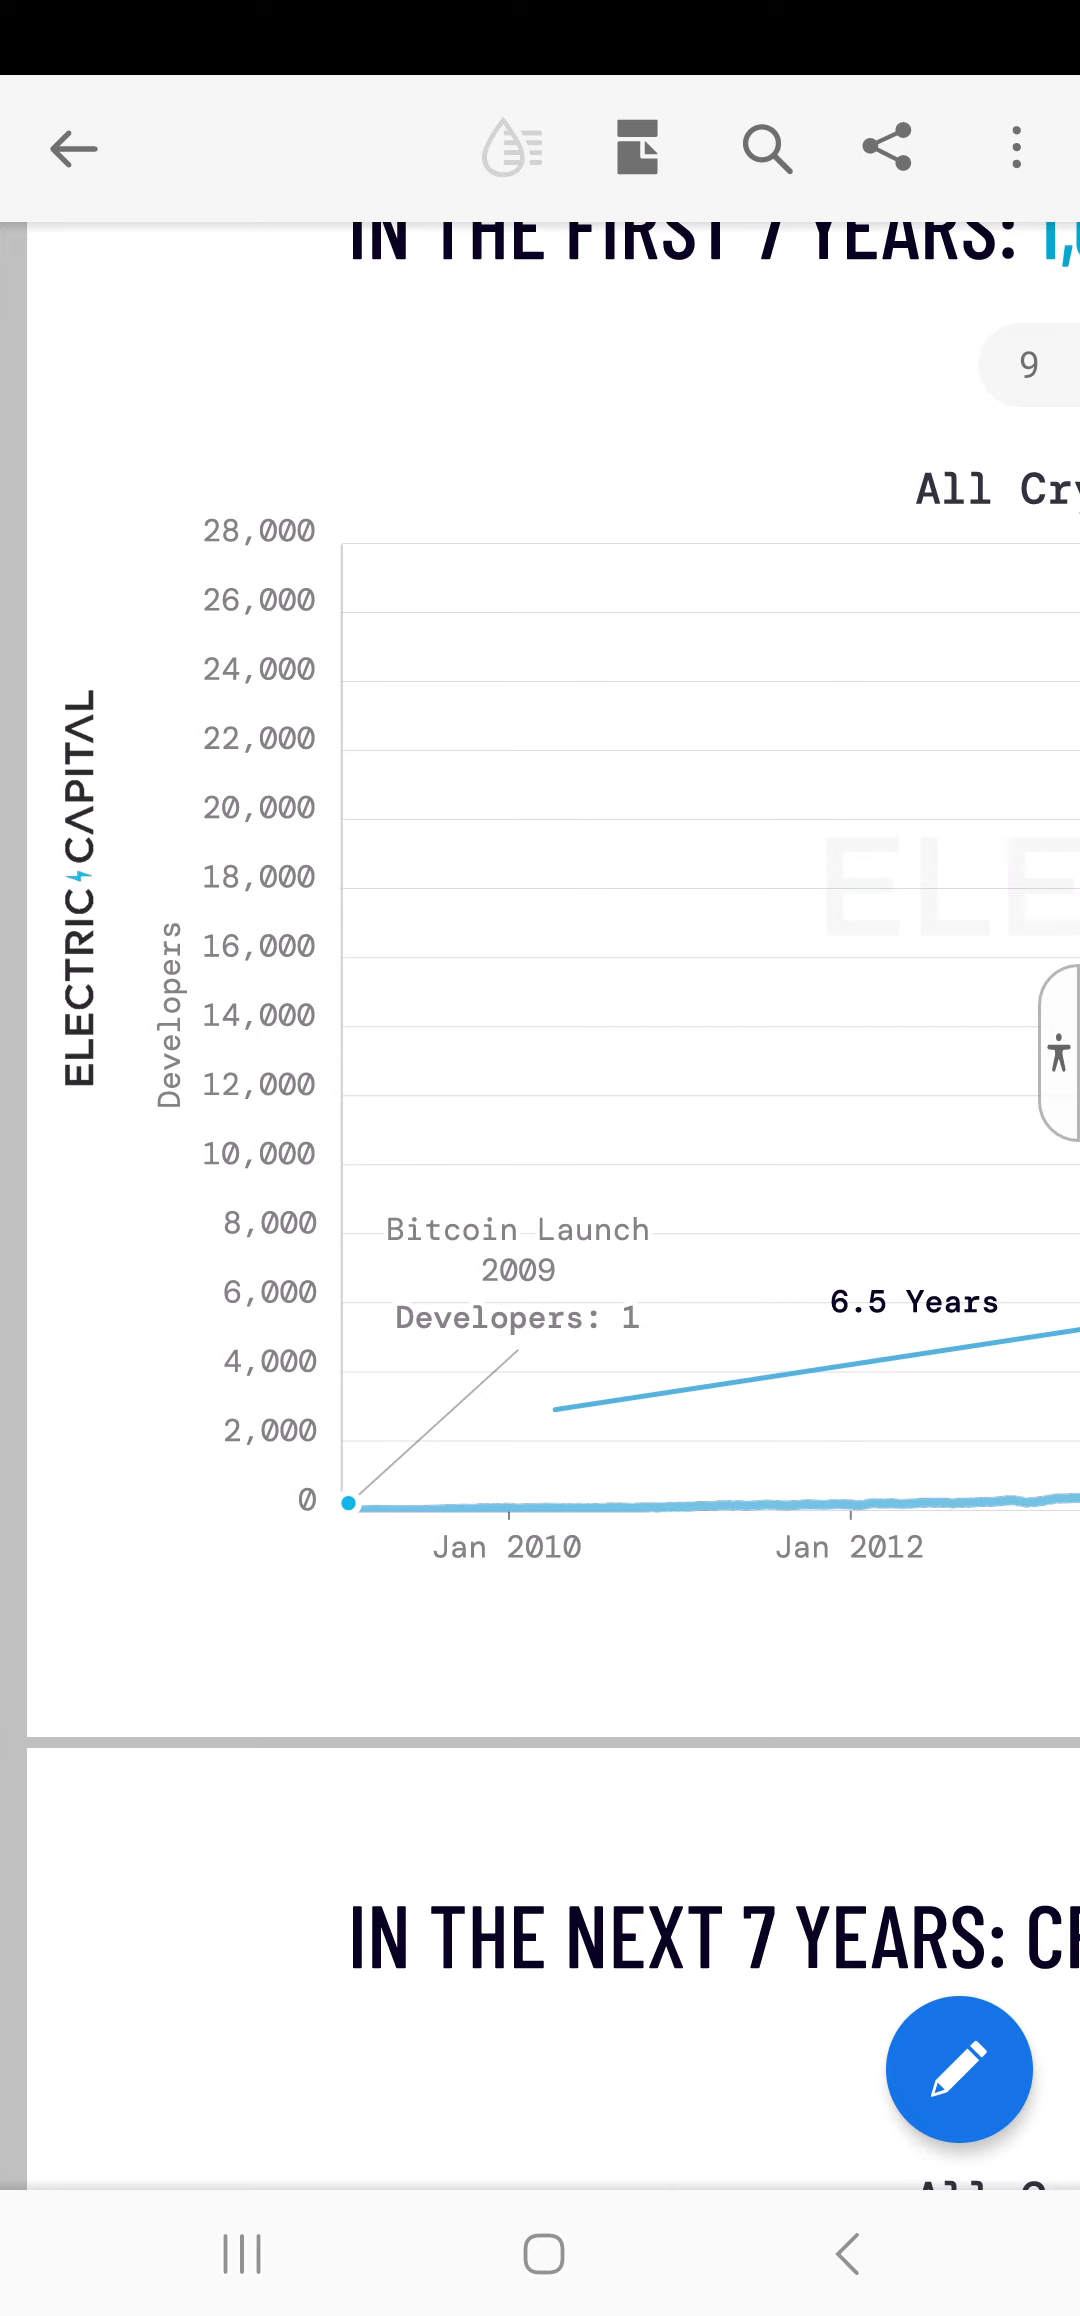 IN THE FIRST 7 YEARS: 1,
9
All Cry
28,000
26,000
24,000
22,000
20,000
18,000
16,000
14,000
12,000
10,000
8,000
6,000
4,000
2,000
0
Developers
ELECTRIC CAPITAL
ELE
Bitcoin Launch
2009
Developers: 1
6.5 Years
Jan 2010
Jan 2012
IN THE NEXT 7 YEARS: CR